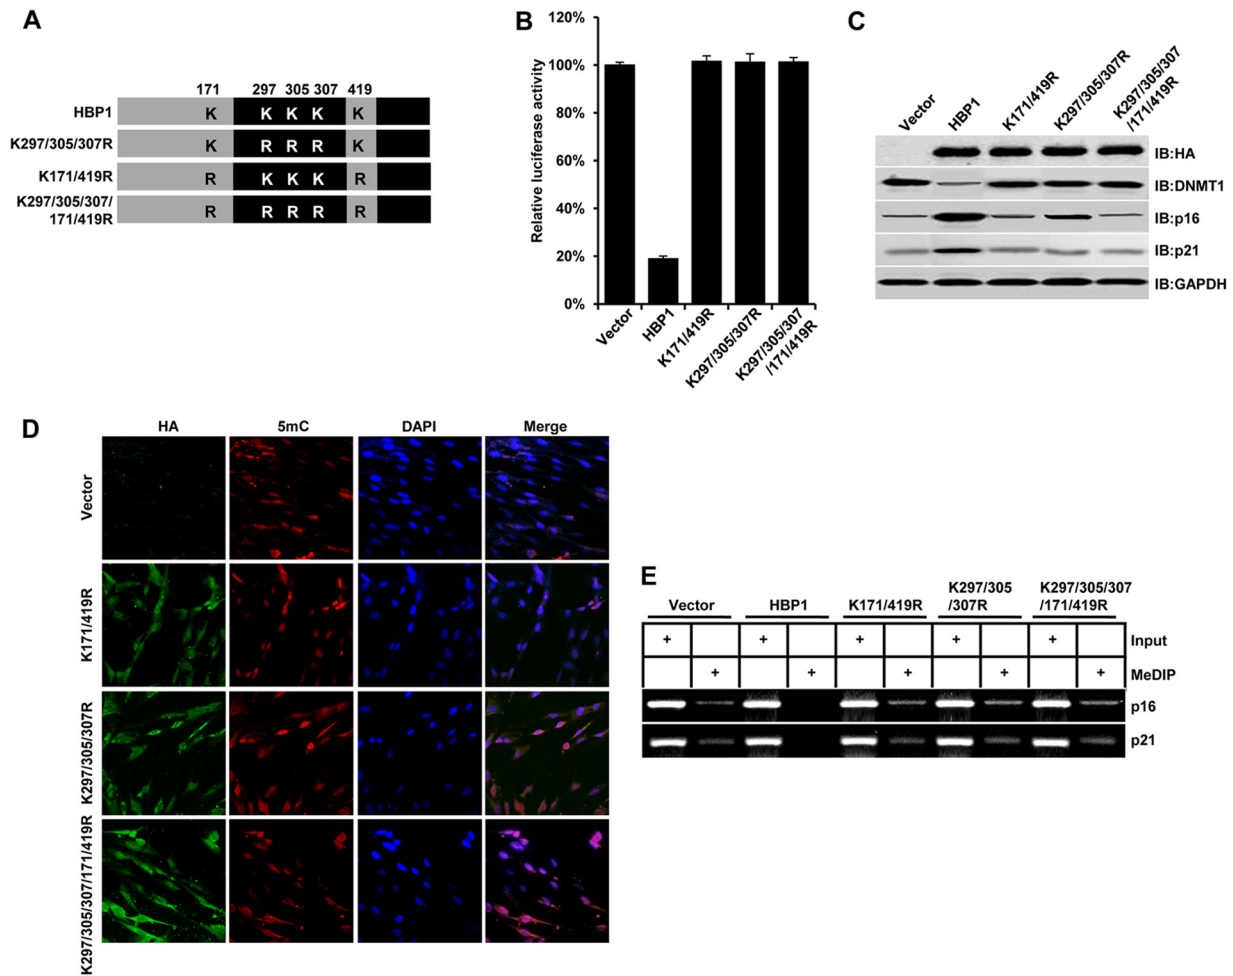 A
171 297 305 307 419
HBP1 K K K K K
K297/305/307R K R R R K
K171/419R R K K K R
K297/305/307/
171/419R R R R R R
B
Relative luciferase activity
120%
100%
80%
60%
40%
20%
0%
Vector
HBP1
K171/419R
K297/305/307R
K297/305/307
/171/419R
C
Vector
HBP1
K171/419R
K297/305/307R
K297/305/307
/171/419R
IB:HA
IB:DNMT1
IB:p16
IB:p21
IB:GAPDH
D
HA 5mC DAPI Merge
Vector
K171/419R
K297/305/307R
K297/305/307/171/419R
E
Vector HBP1 K171/419R
K297/305
/307R
K297/305/307
/171/419R
+ + + + + Input
+ + + + + MeDIP
p16
p21